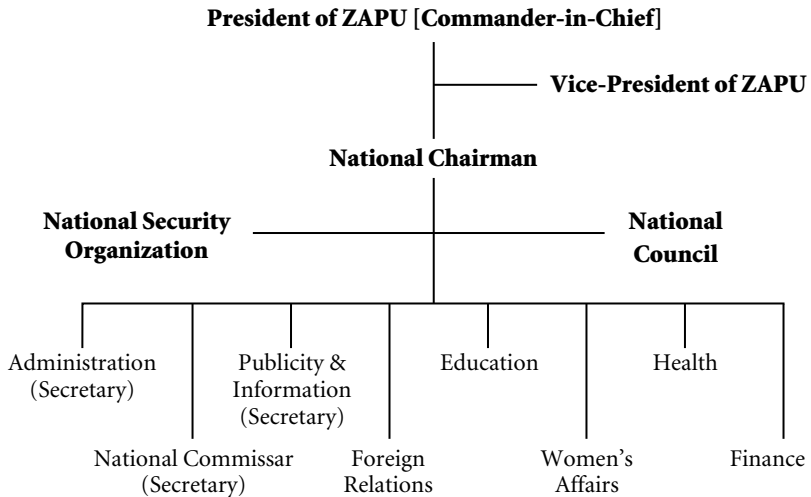 President of ZAPU [Commander-in-Chief]
Vice-President of ZAPU
National Chairman
National Security
Organization
National
Council
Administration
(Secretary)
Publicity &
Information
(Secretary)
Education
Health
National Commissar
(Secretary)
Foreign
Relations
Women's
Affairs
Finance